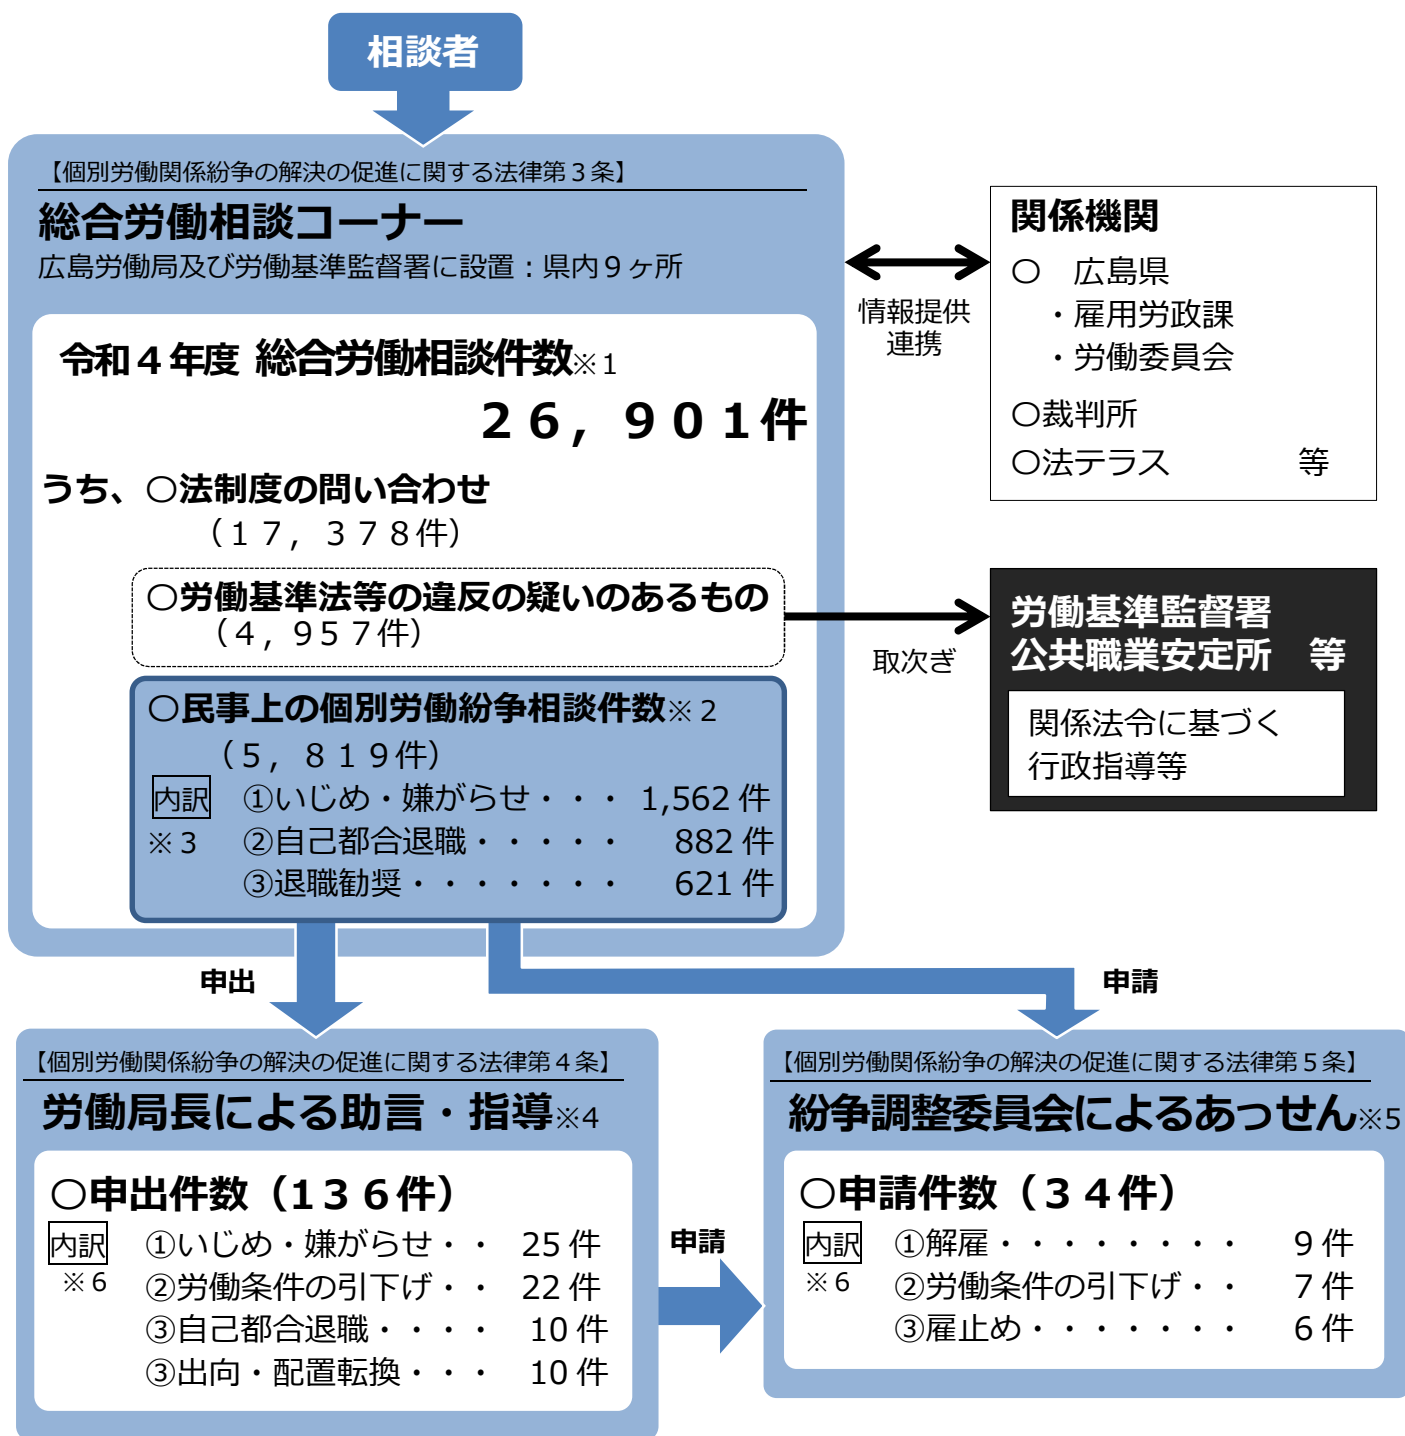 相談者
【個別労働関係紛争の解決の促進に関する法律第３条】
総合労働相談コーナー
広島労働局及び労働基準監督署に設置：県内９ヶ所
令和４年度 総合労働相談件数※１
２６，９０１件
うち、○法制度の問い合わせ
（１７，３７８件）
○労働基準法等の違反の疑いのあるもの
（４，９５７件）
○民事上の個別労働紛争相談件数※２
（５，８１９件）
内訳 ①いじめ・嫌がらせ・・・ 1,562 件
※３ ②自己都合退職・・・・・ 882 件
③退職勧奨・・・・・・・ 621 件
情報提供
連携
関係機関
○　広島県
・雇用労政課
・労働委員会
○裁判所
○法テラス　　　　等
取次ぎ
労働基準監督署
公共職業安定所　等
関係法令に基づく
行政指導等
申出
申請
【個別労働関係紛争の解決の促進に関する法律第４条】
労働局長による助言・指導※4
○申出件数（１３６件）
内訳 ①いじめ・嫌がらせ・・ 25 件
※６ ②労働条件の引下げ・・ 22 件
③自己都合退職・・・・ 10 件
③出向・配置転換・・・ 10 件
申請
【個別労働関係紛争の解決の促進に関する法律第５条】
紛争調整委員会によるあっせん※5
○申請件数（３４件）
内訳 ①解雇・・・・・・・・ 9 件
※６ ②労働条件の引下げ・・ 7 件
③雇止め・・・・・・・ 6 件